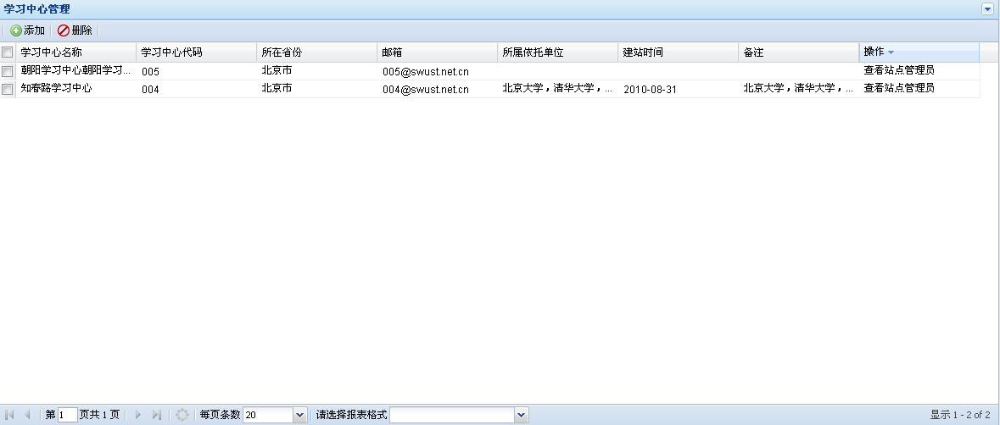 学习中心管理
添加 删除
学习中心名称 学习中心代码 所在省份 邮箱 所属依托单位 建站时间 备注 操作
朝阳学习中心朝阳学习... 005 北京市 005@swust.net.cn 查看站点管理员
知春路学习中心 004 北京市 004@swust.net.cn 北京大学，清华大学，... 2010-08-31 北京大学，清华大学，... 查看站点管理员
第 1 页共 1 页 每页条数 20 请选择报表格式 显示 1 - 2 of 2